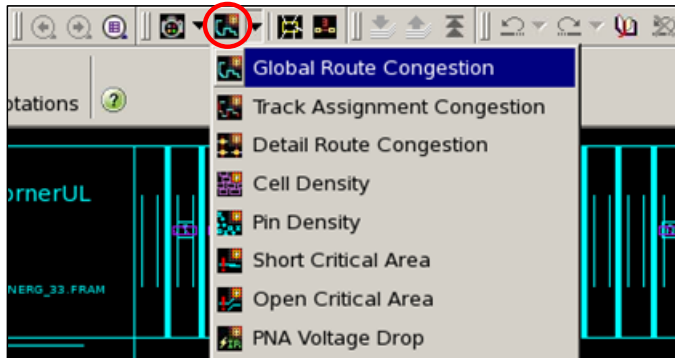 Global Route Congestion
otations
Track Assignment Congestion
Detail Route Congestion
Cell Density
ornerUL
Pin Density
Short Critical Area
NERG_33.FRAM
Open Critical Area
PNA Voltage Drop